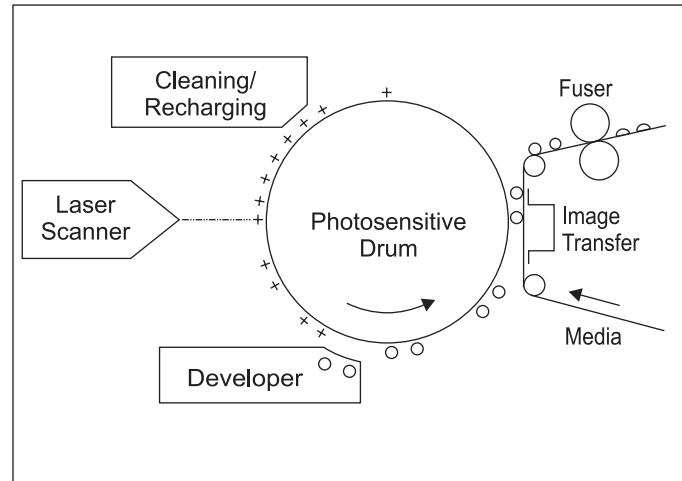 Cleaning/
Recharging
Fuser
Laser
Scanner
Photosensitive
Drum
Image
Transfer
Media
Developer